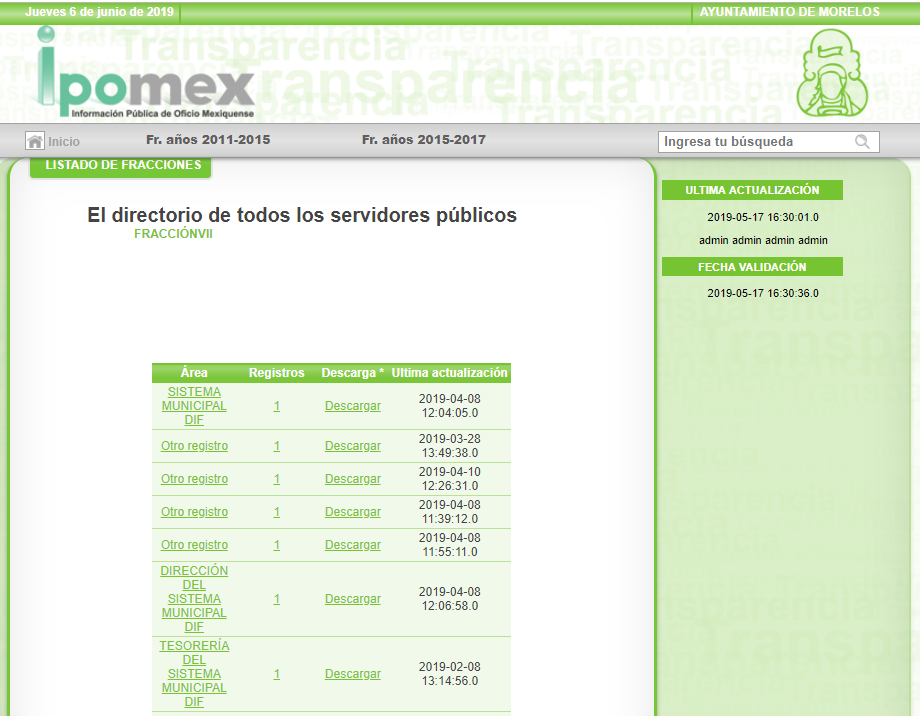 Jueves 6 de junio de 2019
AYUNTAMIENTO DE MORELOS
ipomex
Información Pública de Oficio Mexiquense
Transparencia
Transparencia
Transparencia
Transparencia
Inicio
Fr. años 2011-2015
Fr. años 2015-2017
Ingresa tu búsqueda
LISTADO DE FRACCIONES
El directorio de todos los servidores públicos
FRACCIÓNVII
Área Registros Descarga * Ultima actualización
SISTEMA
MUNICIPAL
DIF
1 Descargar 2019-04-08
12:04:05.0
Otro registro 1 Descargar 2019-03-28
13:49:38.0
Otro registro 1 Descargar 2019-04-10
12:26:31.0
Otro registro 1 Descargar 2019-04-08
11:39:12.0
Otro registro 1 Descargar 2019-04-08
11:55:11.0
DIRECCIÓN
DEL
SISTEMA
MUNICIPAL
DIF
1 Descargar 2019-04-08
12:06:58.0
TESORERÍA
DEL
SISTEMA
MUNICIPAL
DIF
1 Descargar 2019-02-08
13:14:56.0
ULTIMA ACTUALIZACIÓN
2019-05-17 16:30:01.0
admin admin admin admin
FECHA VALIDACIÓN
2019-05-17 16:30:36.0